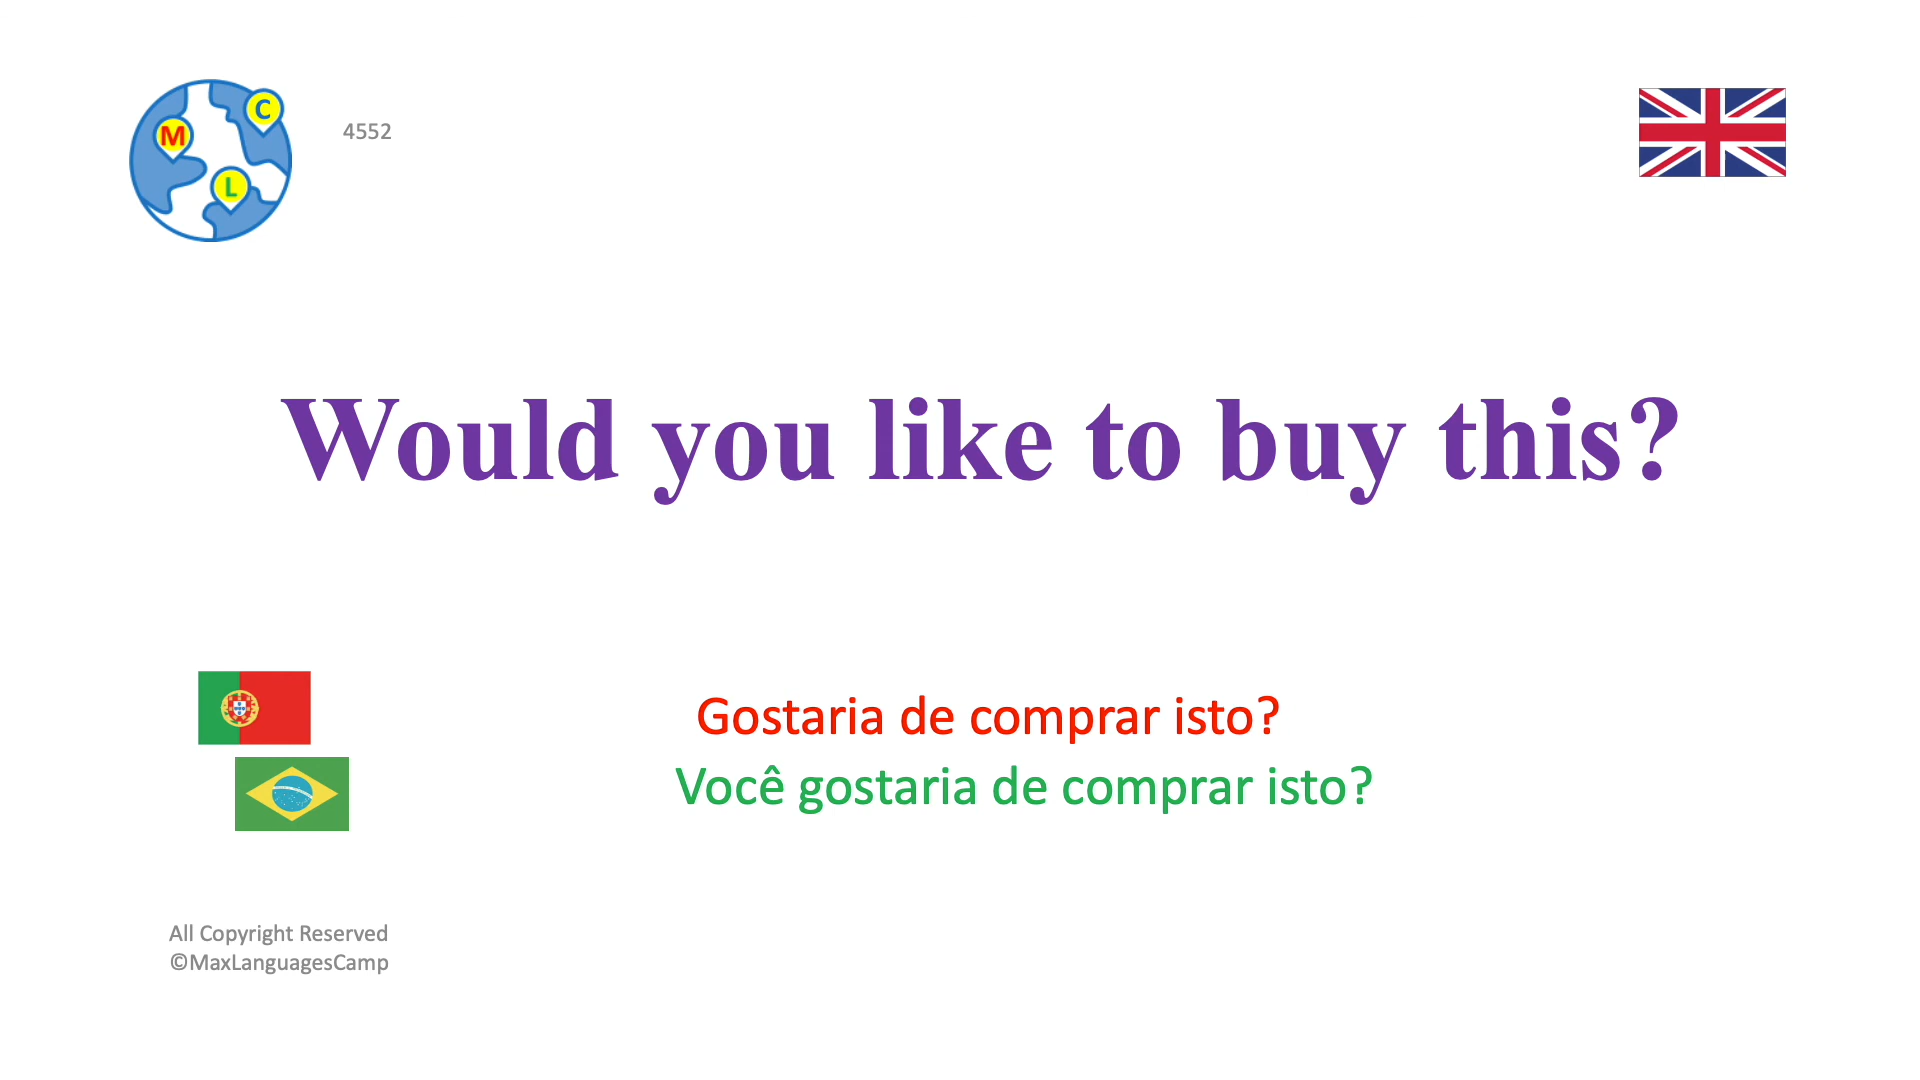 M
C
L
4552
Would you like to buy this?
Gostaria de comprar isto?
Você gostaria de comprar isto?
All Copyright Reserved
©MaxLanguagesCamp